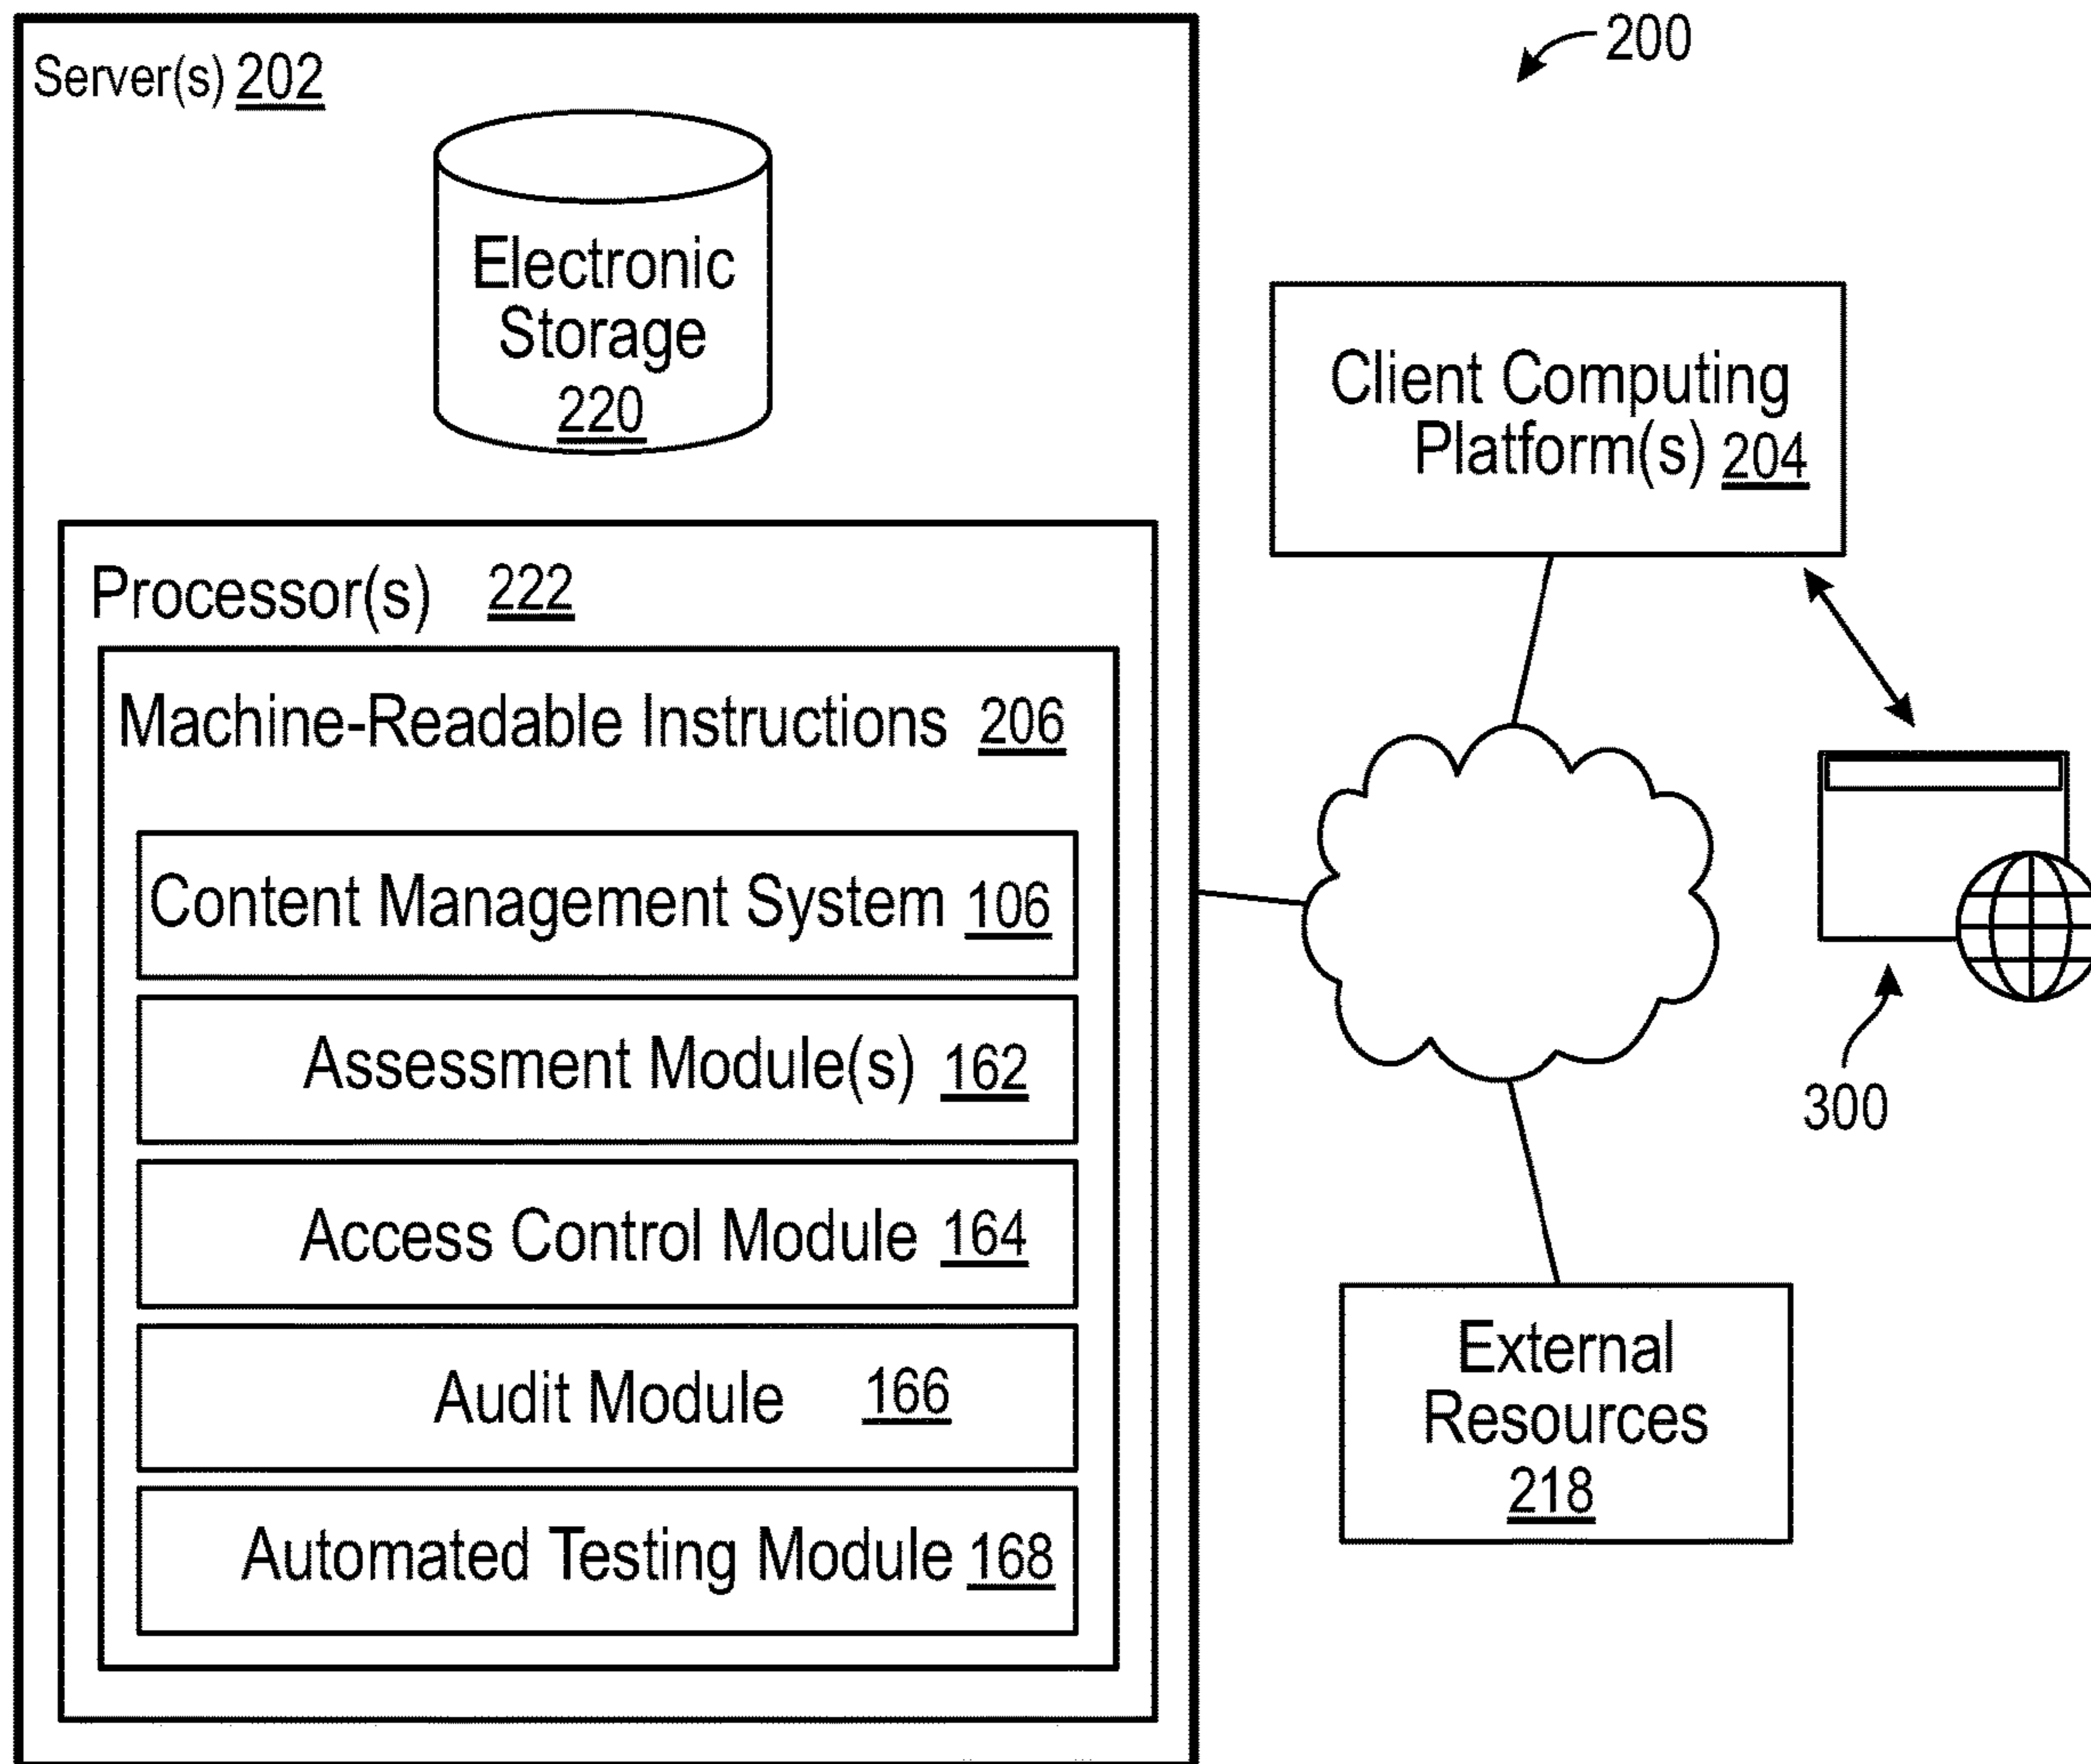 Server(s) 202
Electronic
Storage
220
Processor(s) 222
Machine-Readable Instructions 206
Content Management System 106
Assessment Module(s) 162
Access Control Module 164
Audit Module 166
Automated Testing Module 168
200
Client Computing
Platform(s) 204
300
External
Resources
218